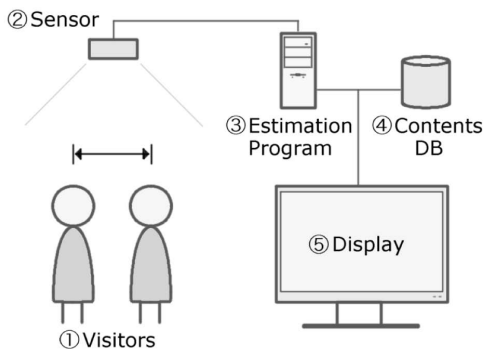 ②Sensor
③Estimation
Program
④Contents
DB
⑤Display
①Visitors